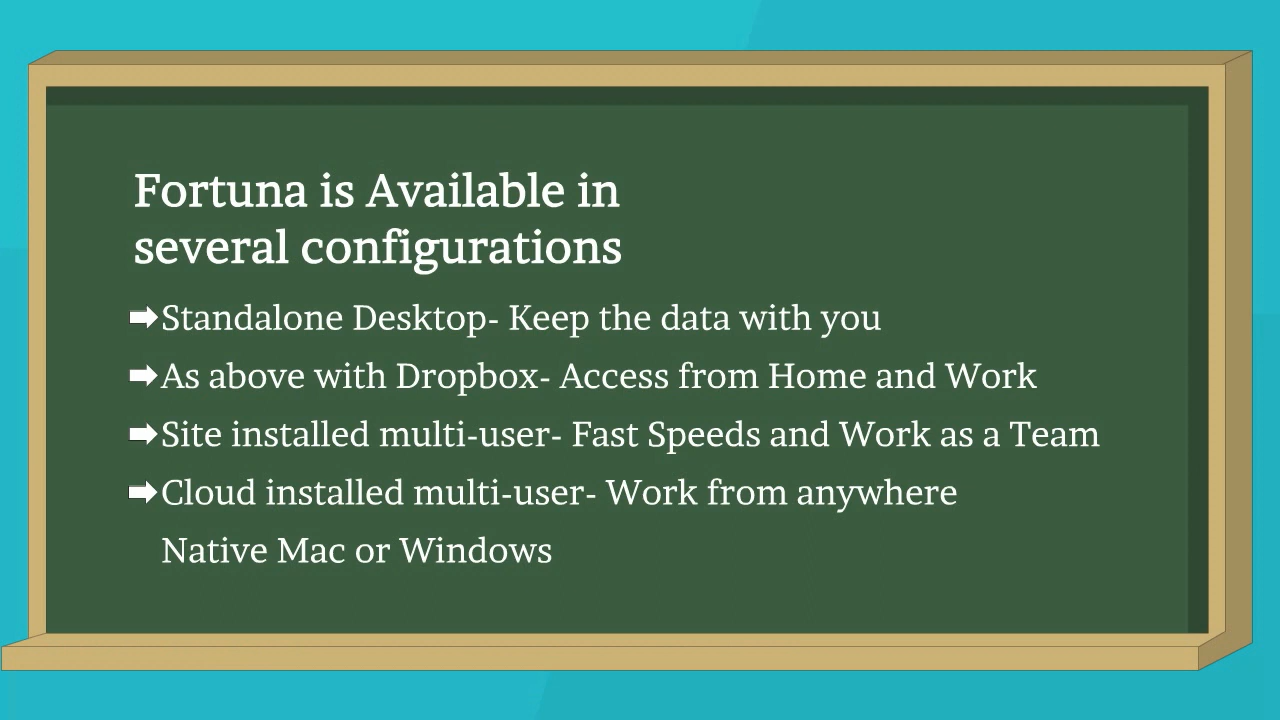 Fortuna is Available in
several configurations
➡Standalone Desktop- Keep the data with you
➡As above with Dropbox- Access from Home and Work
➡Site installed multi-user- Fast Speeds and Work as a Team
➡Cloud installed multi-user- Work from anywhere
Native Mac or Windows